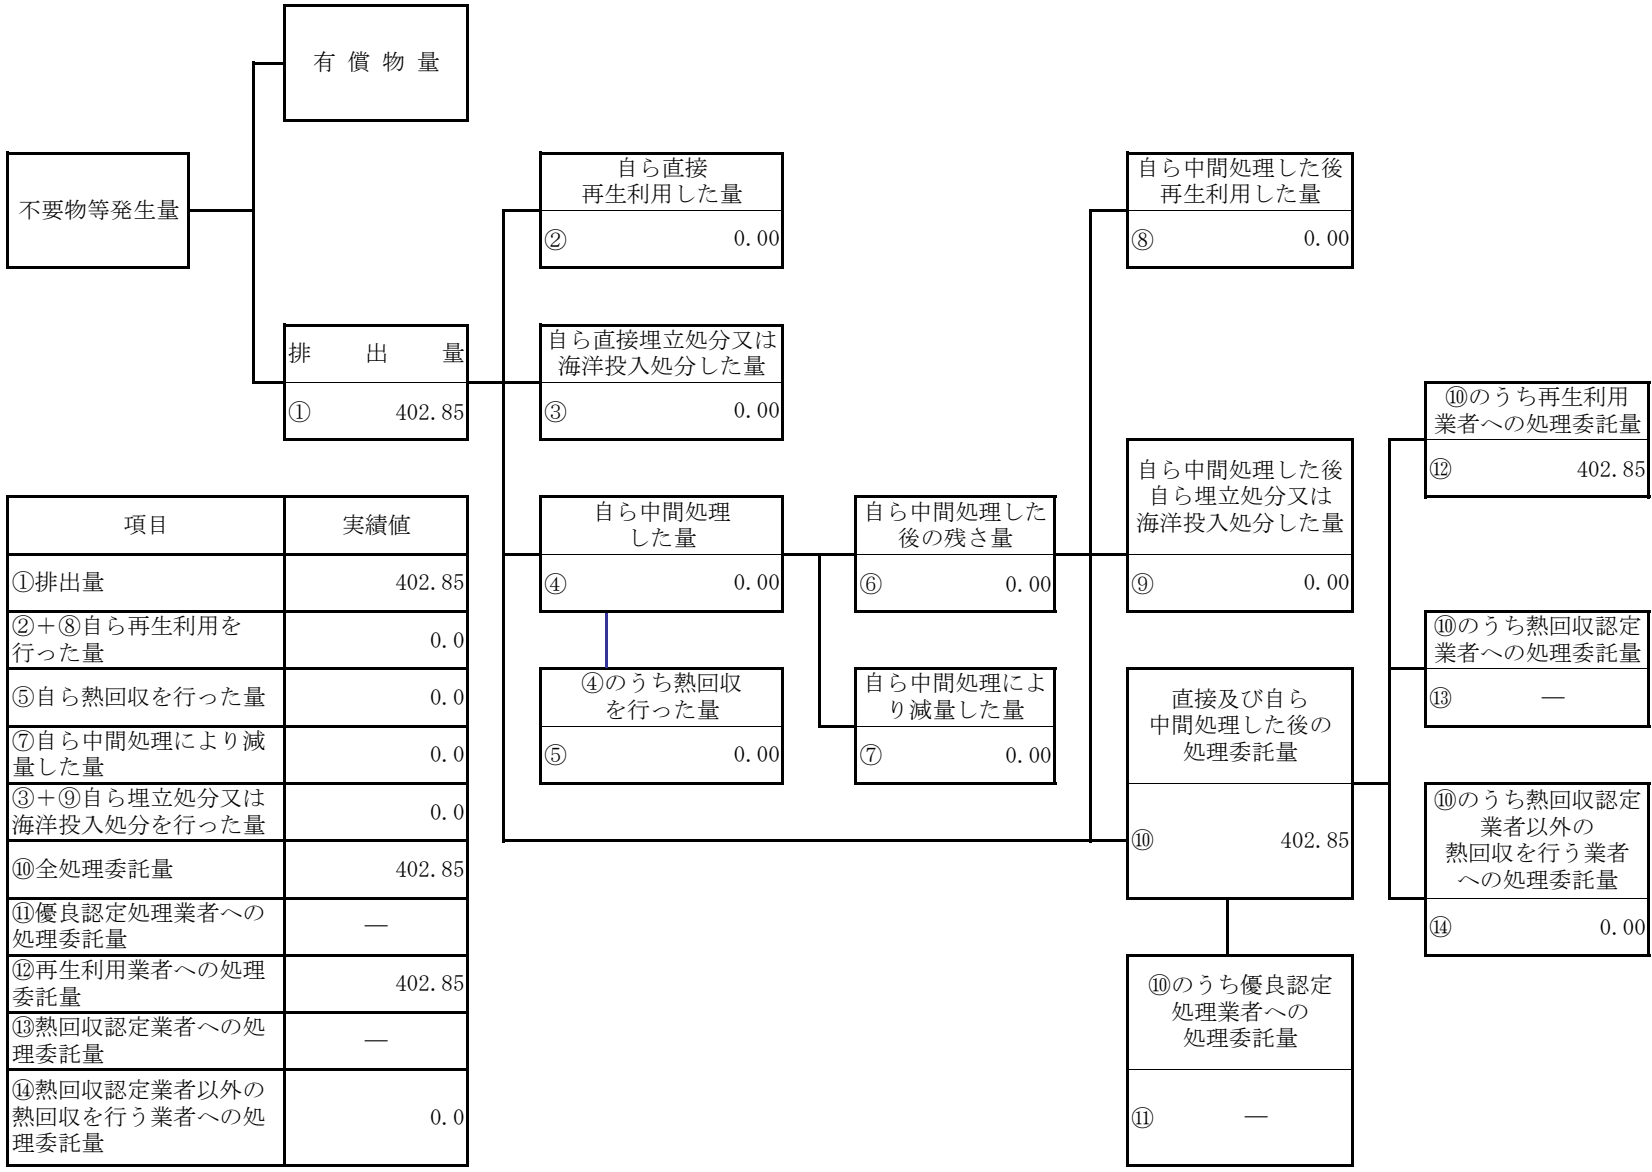 有 償 物 量
不要物等発生量
自ら直接
再生利用した量
② 0.00
自ら中間処理した後
再生利用した量
⑧ 0.00
排 出 量
① 402.85
自ら直接埋立処分又は
海洋投入処分した量
③ 0.00
⑩のうち再生利用
業者への処理委託量
⑫ 402.85
自ら中間処理
した量
④ 0.00
自ら中間処理した
後の残さ量
⑥ 0.00
自ら中間処理した後
自ら埋立処分又は
海洋投入処分した量
⑨ 0.00
⑩のうち熱回収認定
業者への処理委託量
⑬ ―
④のうち熱回収
を行った量
⑤ 0.00
自ら中間処理によ
り減量した量
⑦ 0.00
直接及び自ら
中間処理した後の
処理委託量
⑩ 402.85
⑩のうち熱回収認定
業者以外の
熱回収を行う業者
への処理委託量
⑭ 0.00
⑩のうち優良認定
処理業者への
処理委託量
⑪ ―
項目 実績値
①排出量 402.85
②＋⑧自ら再生利用を
行った量 0.0
⑤自ら熱回収を行った量 0.0
⑦自ら中間処理により減
量した量 0.0
③＋⑨自ら埋立処分又は
海洋投入処分を行った量 0.0
⑩全処理委託量 402.85
⑪優良認定処理業者への
処理委託量 ―
⑫再生利用業者への処理
委託量 402.85
⑬熱回収認定業者への処
理委託量 ―
⑭熱回収認定業者以外の
熱回収を行う業者への処
理委託量 0.0